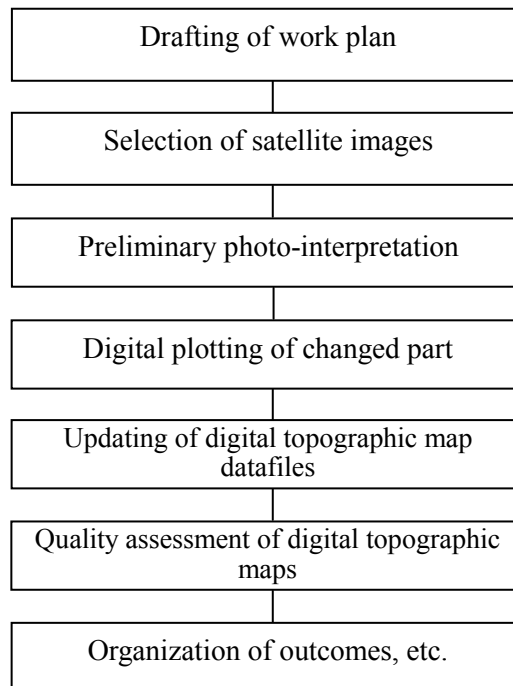 Drafting of work plan
Selection of satellite images
Preliminary photo-interpretation
Digital plotting of changed part
Updating of digital topographic map
datafiles
Quality assessment of digital topographic
maps
Organization of outcomes, etc.